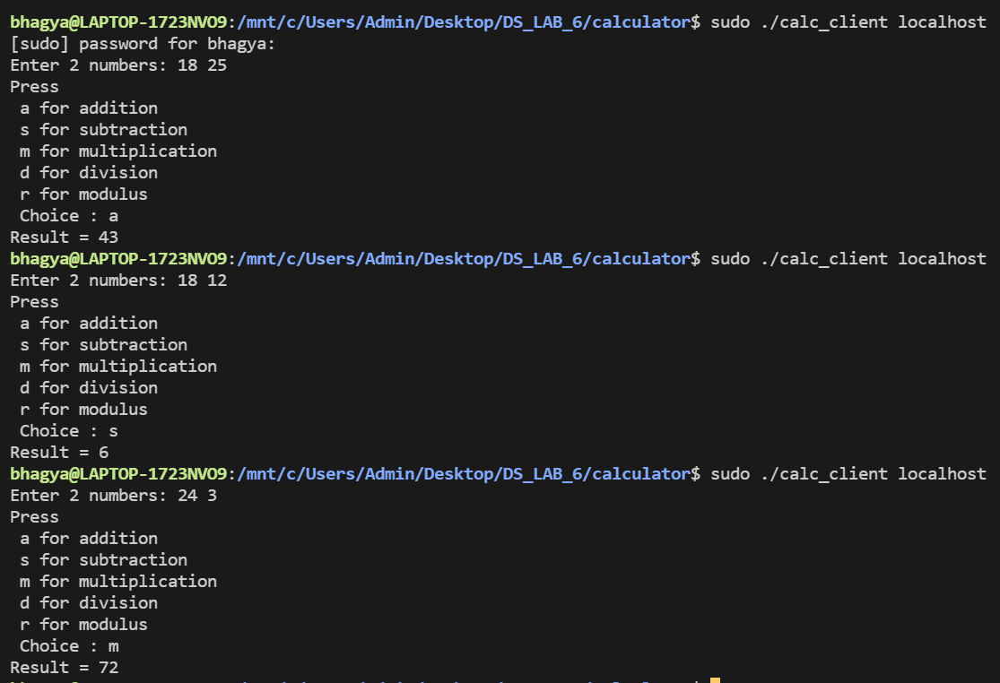 bhagya@LAPTOP-1723NVO9:/mnt/c/Users/Admin/Desktop/DS_LAB_6/calculator$ sudo ./calc_client localhost
[sudo] password for bhagya:
Enter 2 numbers: 18 25
Press
 a for addition
 s for subtraction
 m for multiplication
 d for division
 r for modulus
 Choice : a
Result = 43
bhagya@LAPTOP-1723NVO9:/mnt/c/Users/Admin/Desktop/DS_LAB_6/calculator$ sudo ./calc_client localhost
Enter 2 numbers: 18 12
Press
 a for addition
 s for subtraction
 m for multiplication
 d for division
 r for modulus
 Choice : s
Result = 6
bhagya@LAPTOP-1723NVO9:/mnt/c/Users/Admin/Desktop/DS_LAB_6/calculator$ sudo ./calc_client localhost
Enter 2 numbers: 24 3
Press
 a for addition
 s for subtraction
 m for multiplication
 d for division
 r for modulus
 Choice : m
Result = 72